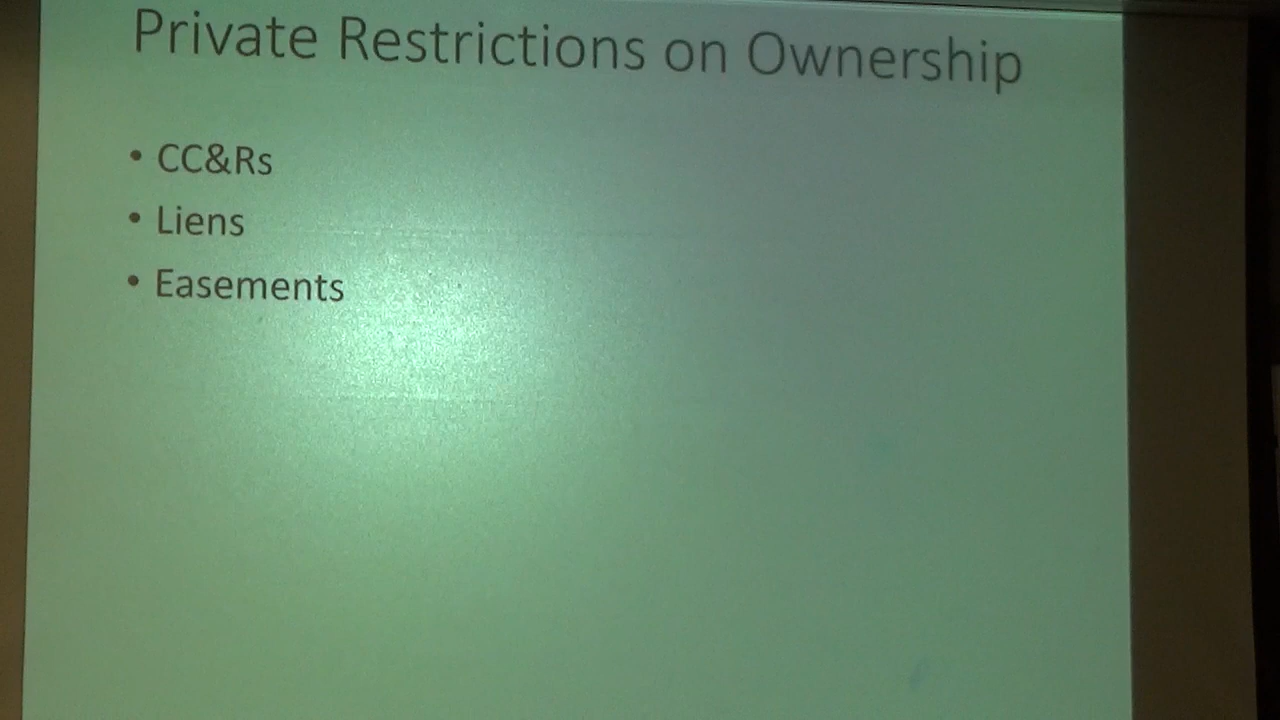 Private Restrictions on Ownership
• CC&Rs
• Liens
• Easements